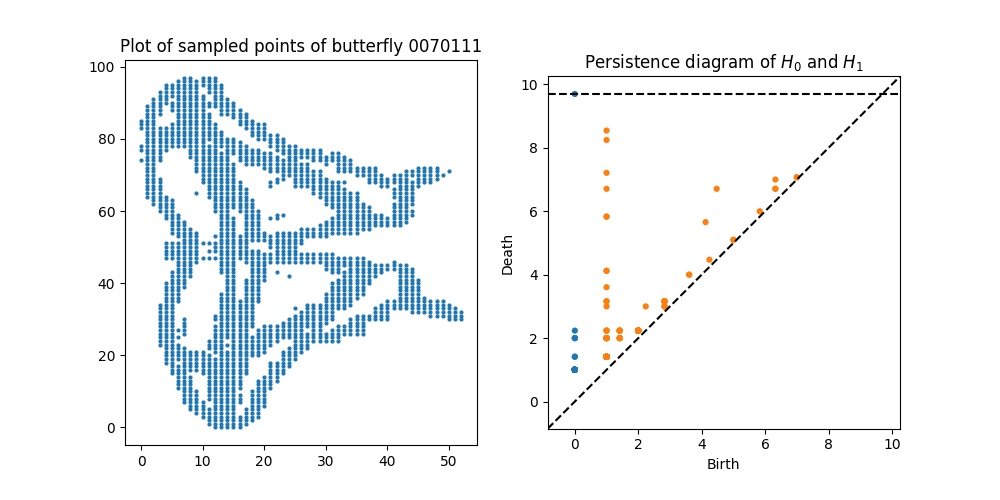 Plot of sampled points of butterfly 0070111
100
80
60
40
20
0
0 10 20 30 40 50
Persistence diagram of H₀ and H₁
10
8
6
4
2
0
Death
0 2 4 6 8 10
Birth